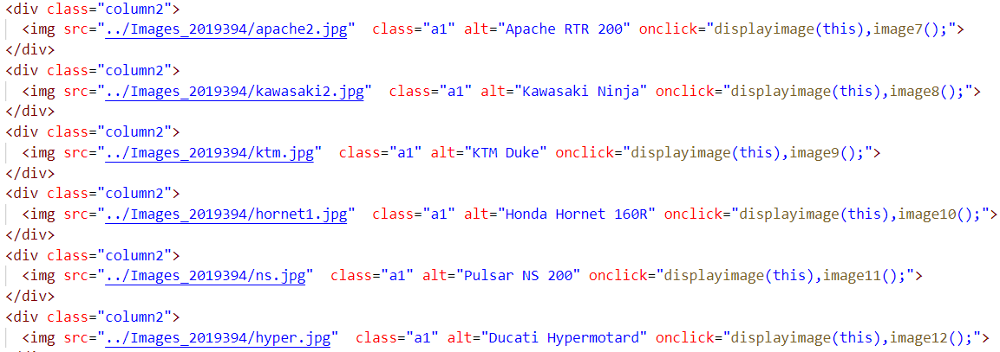 <div class="column2">
<img src="../Images_2019394/apache2.jpg"  class="a1" alt="Apache RTR 200" onclick="displayimage(this),image7();">
</div>
<div class="column2">
<img src="../Images_2019394/kawasaki2.jpg"  class="a1" alt="Kawasaki Ninja" onclick="displayimage(this),image8();">
</div>
<div class="column2">
<img src="../Images_2019394/ktm.jpg"  class="a1" alt="KTM Duke" onclick="displayimage(this),image9();">
</div>
<div class="column2">
<img src="../Images_2019394/hornet1.jpg"  class="a1" alt="Honda Hornet 160R" onclick="displayimage(this),image10();">
</div>
<div class="column2">
<img src="../Images_2019394/ns.jpg"  class="a1" alt="Pulsar NS 200" onclick="displayimage(this),image11();">
</div>
<div class="column2">
<img src="../Images_2019394/hyper.jpg"  class="a1" alt="Ducati Hypermotard" onclick="displayimage(this),image12();">